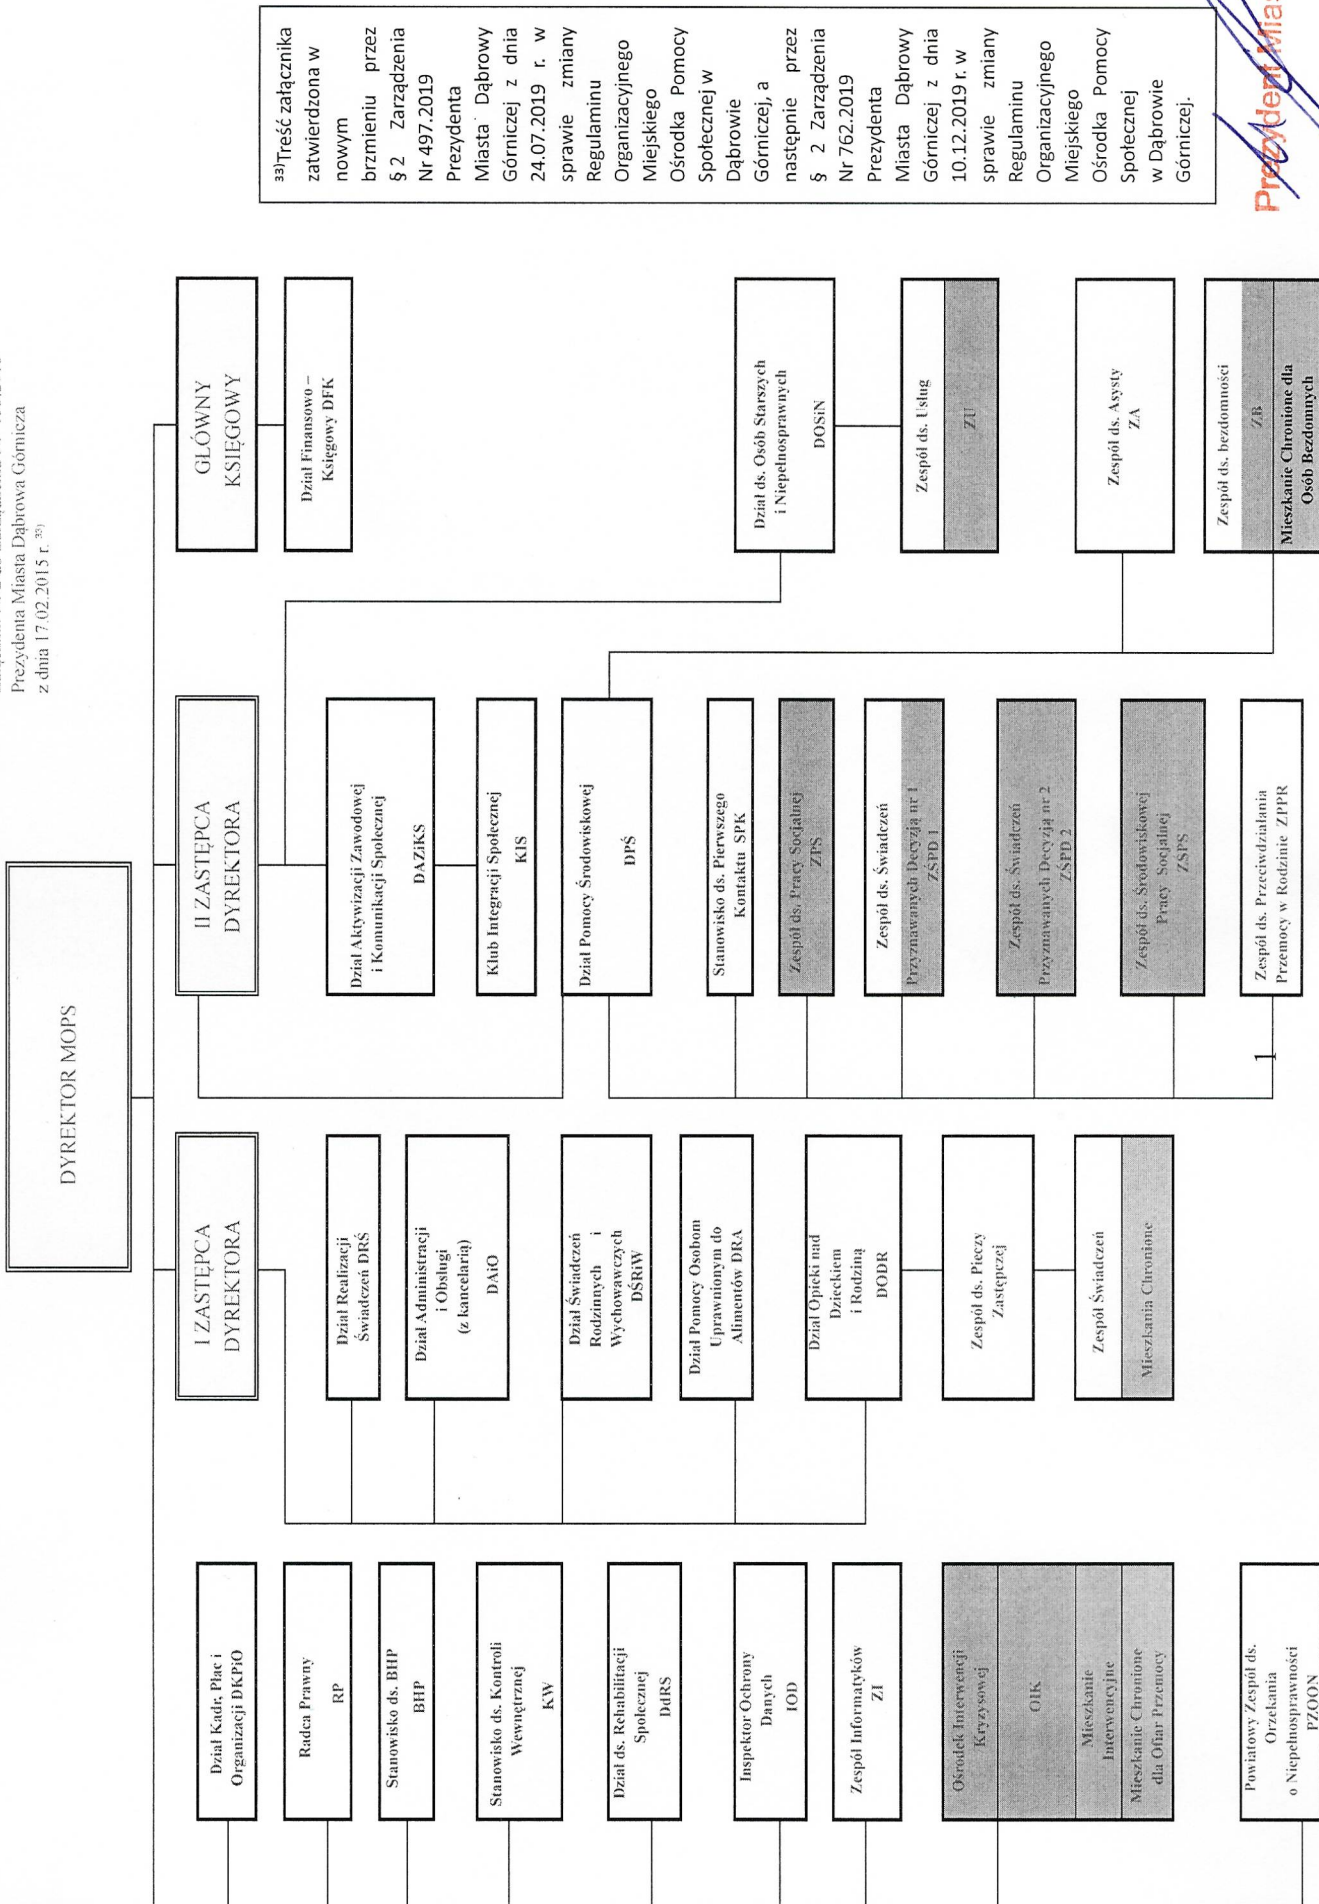 Prezydenta Miasta Dąbrowa Górnicza
z dnia 17.02.2015 r. ³³⁾
DYREKTOR MOPS
I ZASTĘPCA
DYREKTORA
II ZASTĘPCA
DYREKTORA
GŁÓWNY
KSIĘGOWY
Dział Kadr, Płac i
Organizacji DKPiO
Radca Prawny
RP
Stanowisko ds. BHP
BHP
Stanowisko ds. Kontroli
Wewnętrznej
KW
Dział ds. Rehabilitacji
Społecznej
DdRS
Inspektor Ochrony
Danych
IOD
Zespół Informatyków
ZI
Ośrodek Interwencji
Kryzysowej
OIK
Mieszkanie
Interwencyjne
Mieszkanie Chronione
dla Ofiar Przemocy
Powiatowy Zespół ds.
Orzekania
o Niepełnosprawności
PZOON
Dział Realizacji
Świadczeń DRŚ
Dział Administracji
i Obsługi
(z kancelarią)
DAiO
Dział Świadczeń
Rodzinnych i
Wychowawczych
DŚRiW
Dział Pomocy Osobom
Uprawnionym do
Alimentów DRA
Dział Opieki nad
Dzieckiem
i Rodziną
DODR
Zespół ds. Pieczy
Zastępczej
Zespół Świadczeń
Mieszkania Chronione
Dział Aktywizacji Zawodowej
i Komunikacji Społecznej
DAZiKS
Klub Integracji Społecznej
KIS
Dział Pomocy Środowiskowej
DPŚ
Stanowisko ds. Pierwszego
Kontaktu SPK
Zespół ds. Pracy Socjalnej
ZPS
Zespół ds. Świadczeń
Przyznawanych Decyzją nr 1
ZŚPD 1
Zespół ds. Świadczeń
Przyznawanych Decyzją nr 2
ZŚPD 2
Zespół ds. Środowiskowej
Pracy Socjalnej
ZŚPS
Zespół ds. Przeciwdziałania
Przemocy w Rodzinie ZPPR
1
Dział Finansowo –
Księgowy DFK
Dział ds. Osób Starszych
i Niepełnosprawnych
DOSiN
Zespół ds. Usług
ZU
Zespół ds. Asysty
ZA
Zespół ds. bezdomności
ZB
Mieszkanie Chronione dla
Osób Bezdomnych
³³⁾Treść załącznika
zatwierdzona w
nowym
brzmieniu przez
§ 2 Zarządzenia
Nr 497.2019
Prezydenta
Miasta Dąbrowy
Górniczej z dnia
24.07.2019 r. w
sprawie zmiany
Regulaminu
Organizacyjnego
Miejskiego
Ośrodka Pomocy
Społecznej w
Dąbrowie
Górniczej, a
następnie przez
§ 2 Zarządzenia
Nr 762.2019
Prezydenta
Miasta Dąbrowy
Górniczej z dnia
10.12.2019 r. w
sprawie zmiany
Regulaminu
Organizacyjnego
Miejskiego
Ośrodka Pomocy
Społecznej
w Dąbrowie
Górniczej.
Prezydent Mias